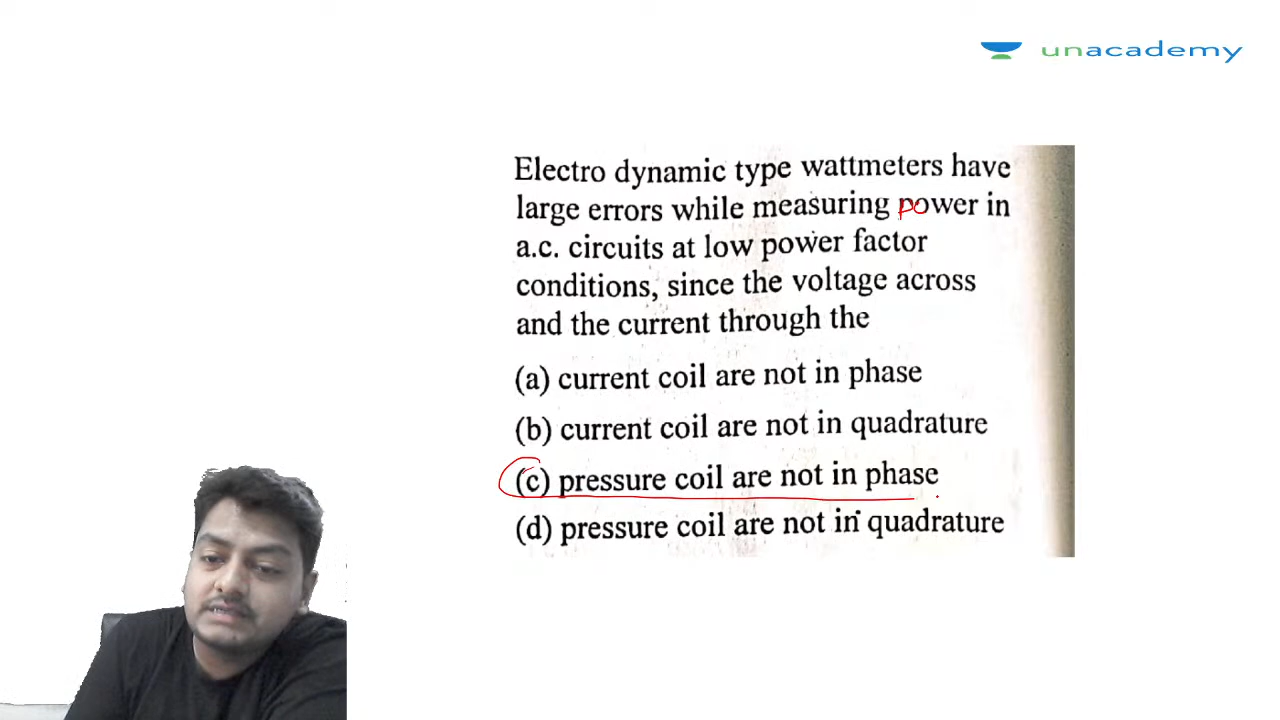 unacademy
Electro dynamic type wattmeters have
large errors while measuring power in
a.c. circuits at low power factor
conditions, since the voltage across
and the current through the
(a) current coil are not in phase
(b) current coil are not in quadrature
(c) pressure coil are not in phase
(d) pressure coil are not in quadrature